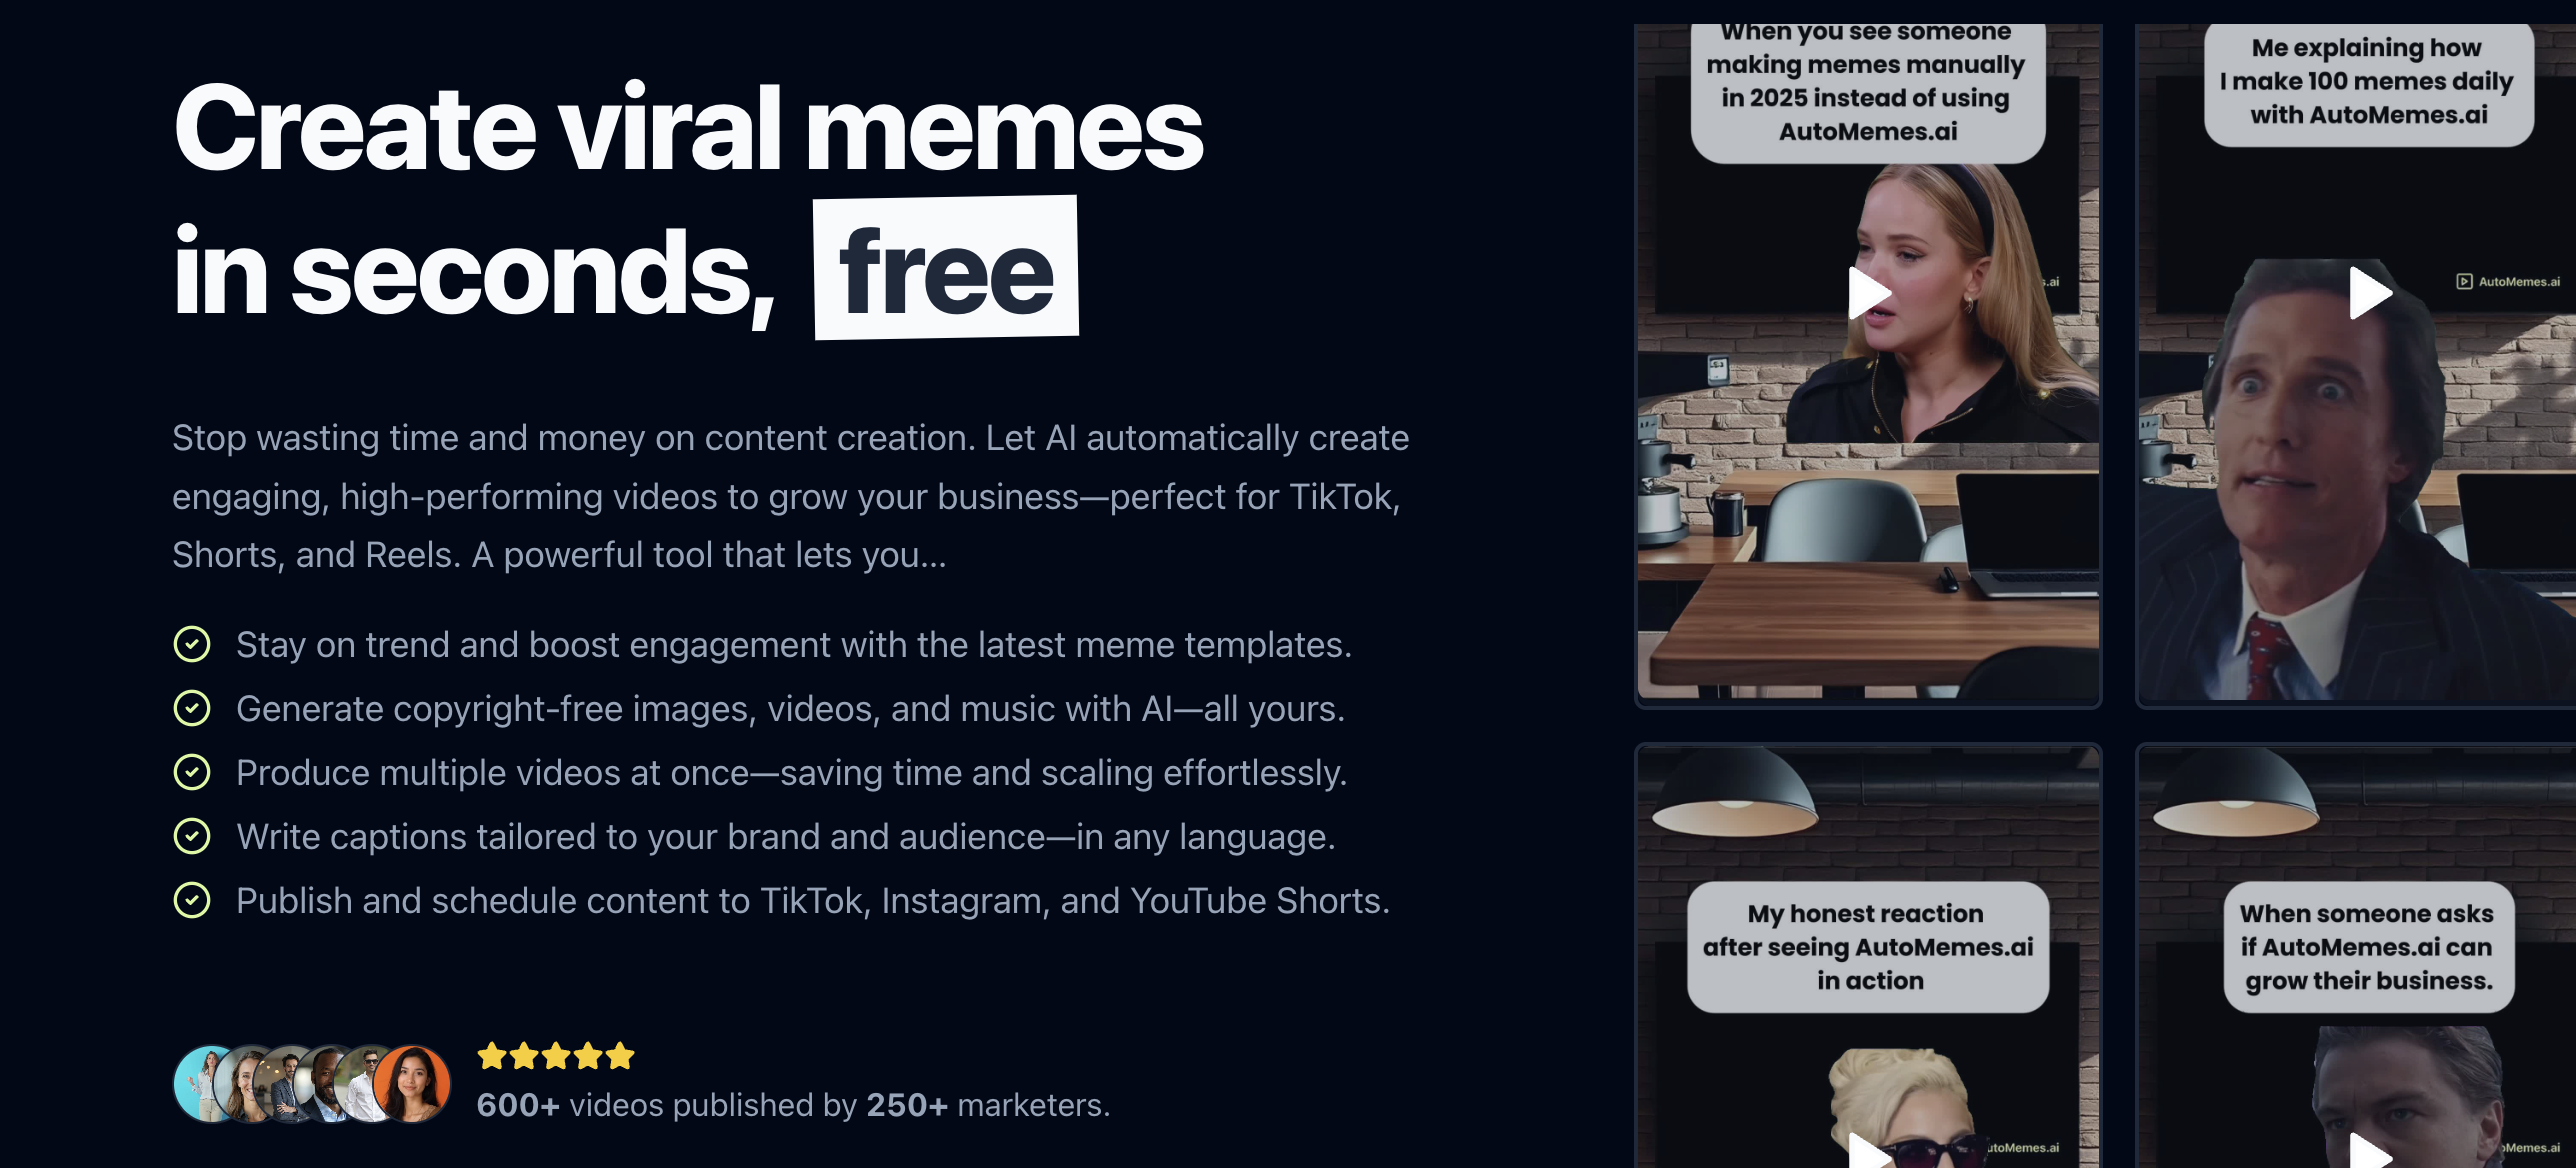 Create viral memes
in seconds, free
Stop wasting time and money on content creation. Let AI automatically create
engaging, high-performing videos to grow your business—perfect for TikTok,
Shorts, and Reels. A powerful tool that lets you...
Stay on trend and boost engagement with the latest meme templates.
Generate copyright-free images, videos, and music with AI—all yours.
Produce multiple videos at once—saving time and scaling effortlessly.
Write captions tailored to your brand and audience—in any language.
Publish and schedule content to TikTok, Instagram, and YouTube Shorts.
600+ videos published by 250+ marketers.
When you see someone
making memes manually
in 2025 instead of using
AutoMemes.ai
Me explaining how
I make 100 memes daily
with AutoMemes.ai
AutoMemes.ai
My honest reaction
after seeing AutoMemes.ai
in action
When someone asks
if AutoMemes.ai can
grow their business.